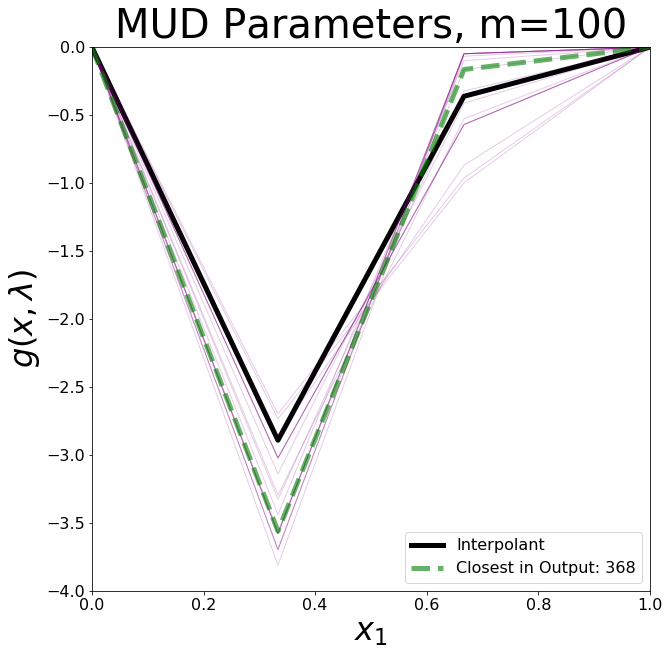 MUD Parameters, m=100
g(x, λ)
0.0
−0.5
−1.0
−1.5
−2.0
−2.5
−3.0
−3.5
−4.0
Interpolant
Closest in Output: 368
0.0 0.2 0.4 0.6 0.8 1.0
x₁